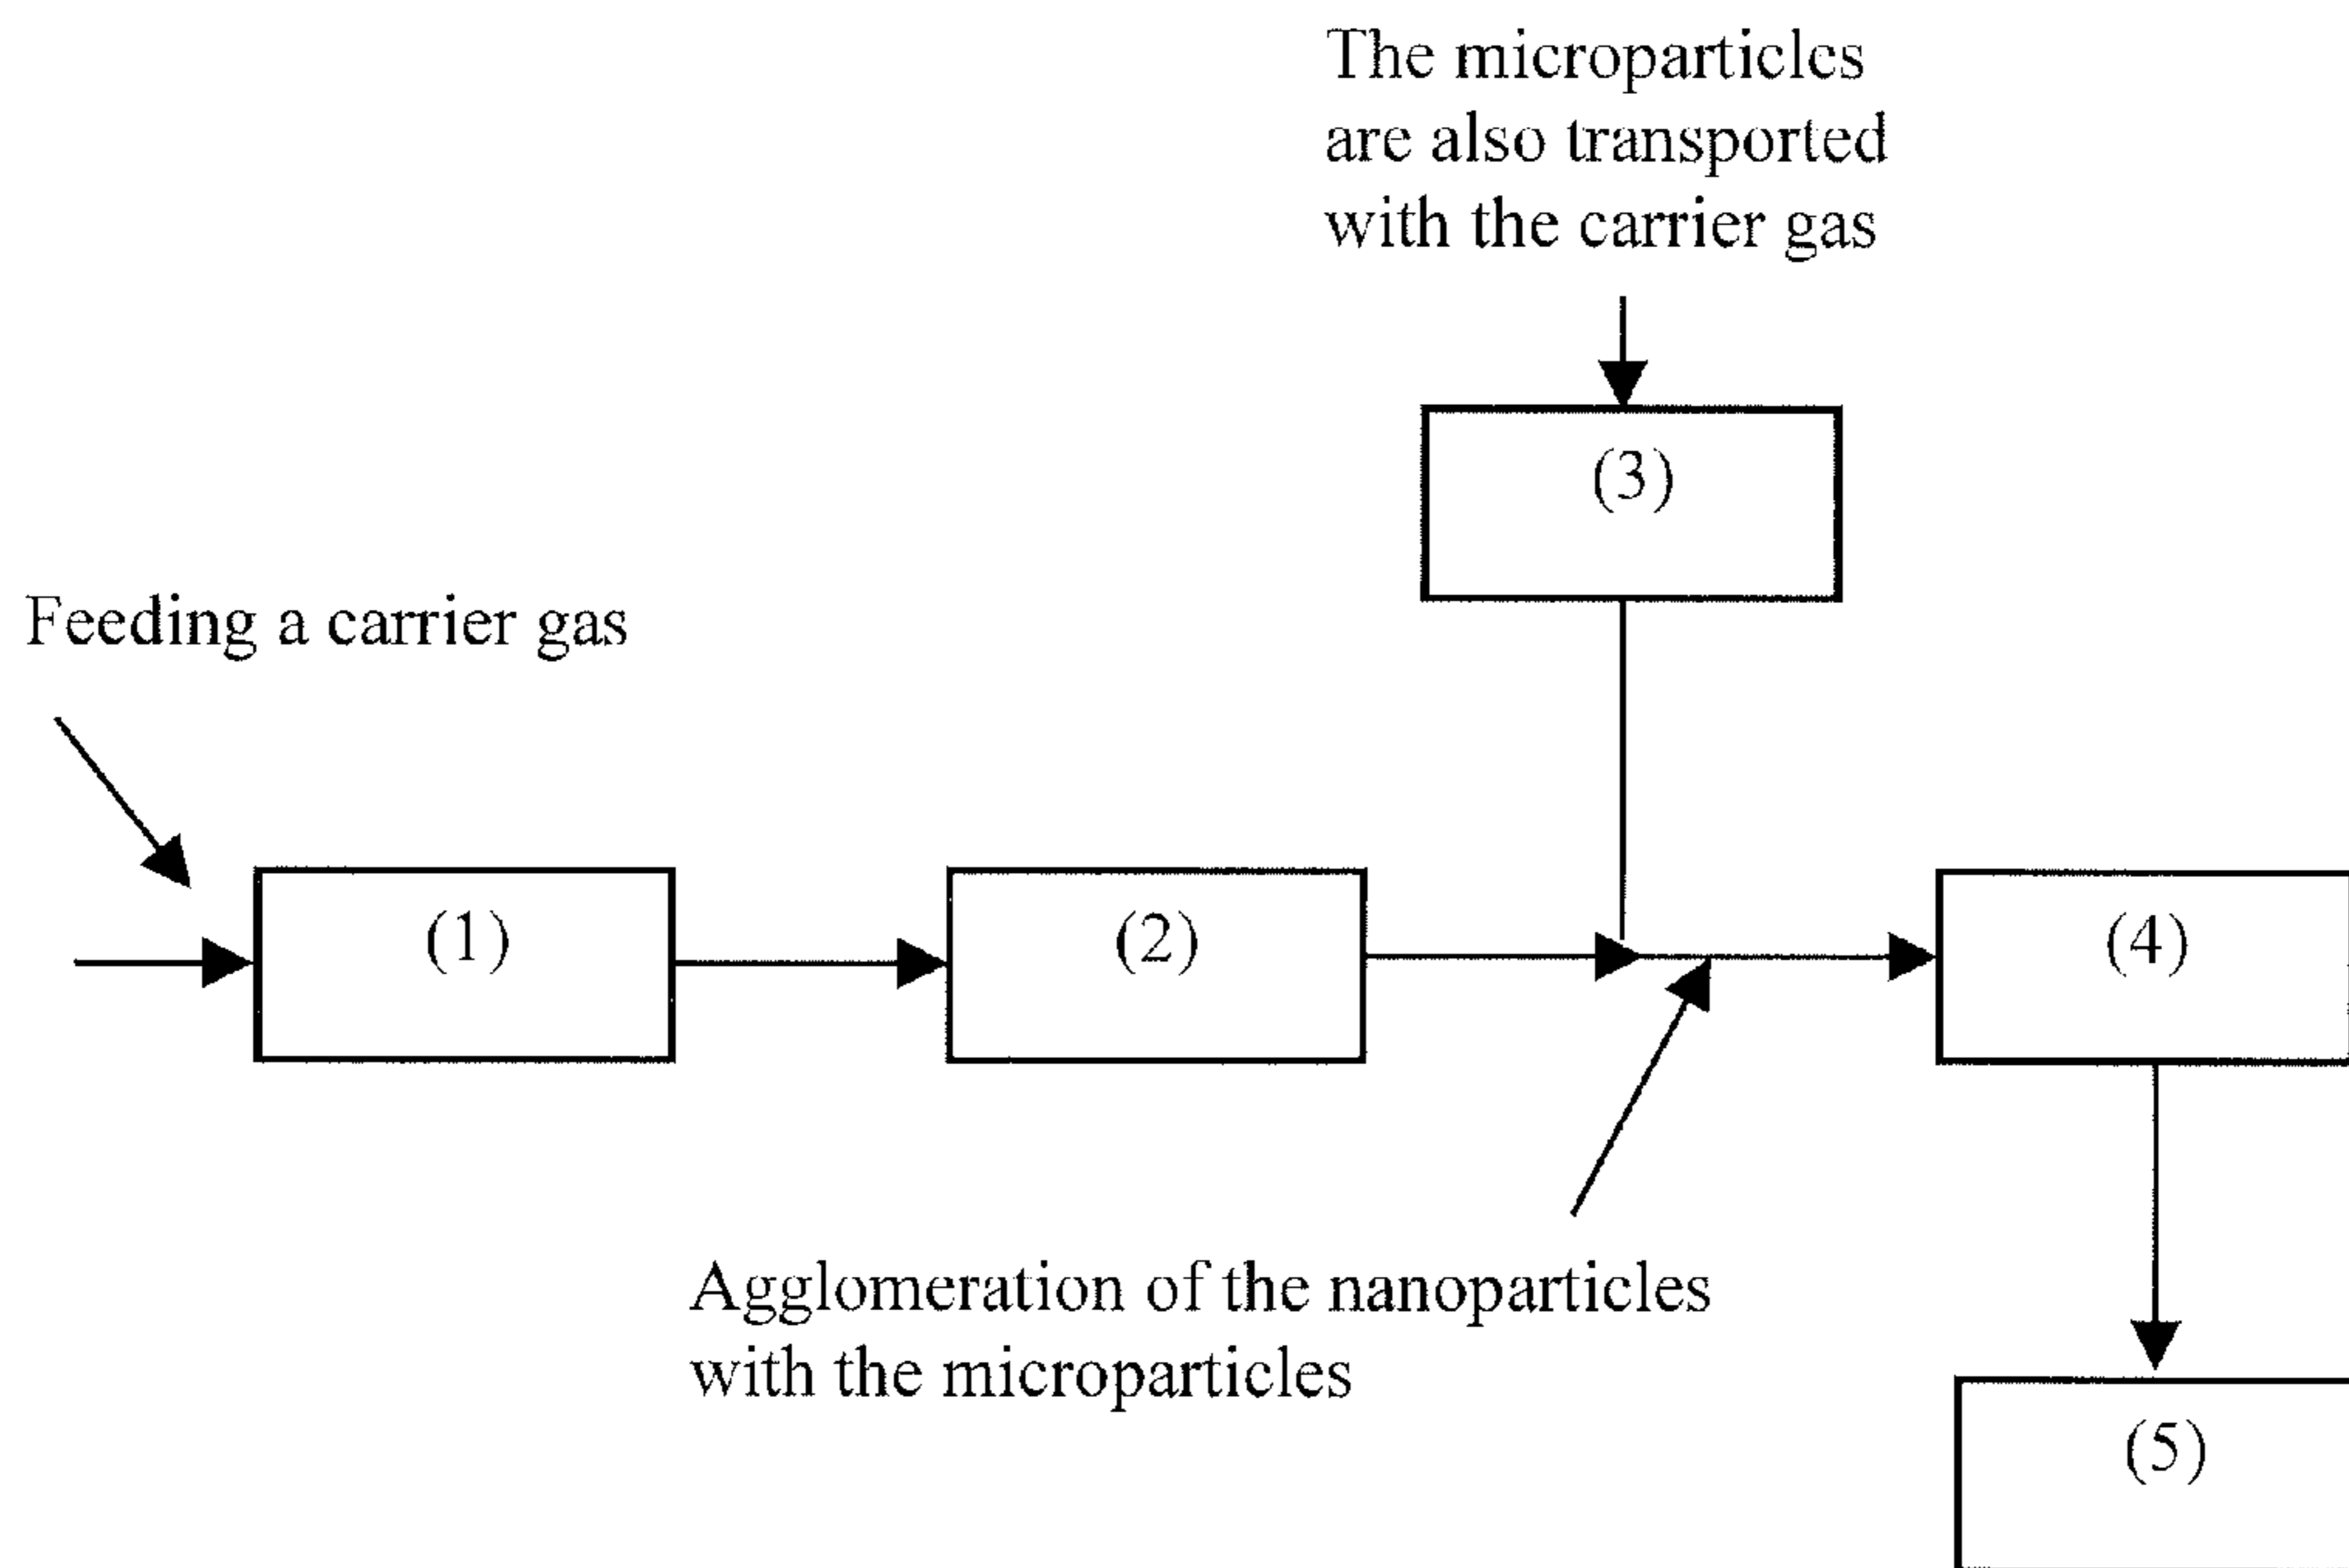 The microparticles
are also transported
with the carrier gas
(3)
Feeding a carrier gas
(1)
(2)
(4)
Agglomeration of the nanoparticles
with the microparticles
(5)